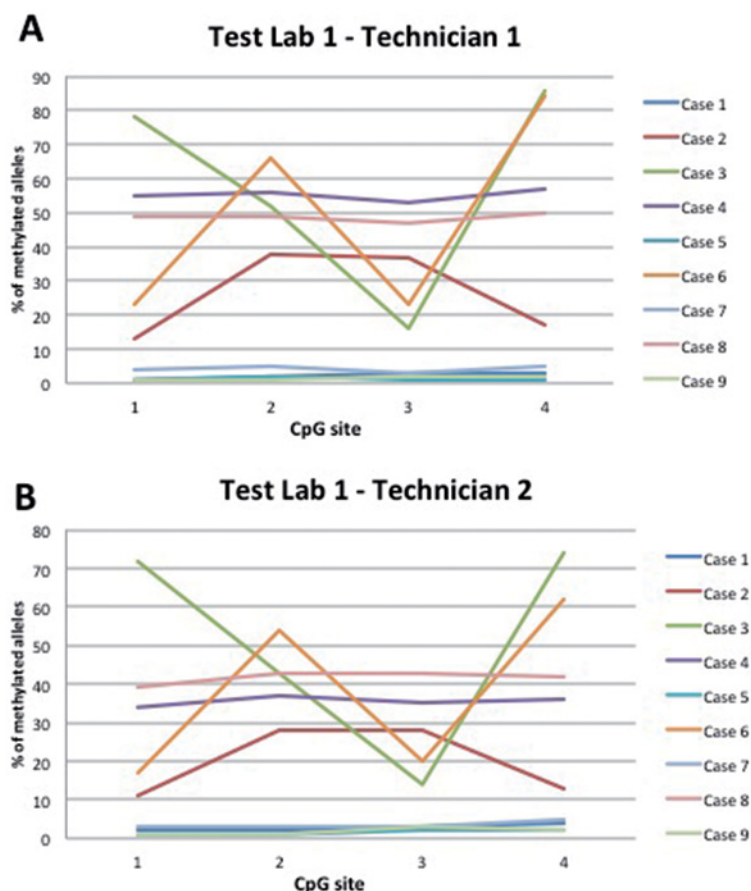 A
Test Lab 1 - Technician 1
% of methylated alleles
90
80
70
60
50
40
30
20
10
0
1 2 3 4
CpG site
Case 1
Case 2
Case 3
Case 4
Case 5
Case 6
Case 7
Case 8
Case 9
B
Test Lab 1 - Technician 2
% of methylated alleles
80
70
60
50
40
30
20
10
0
1 2 3 4
CpG site
Case 1
Case 2
Case 3
Case 4
Case 5
Case 6
Case 7
Case 8
Case 9